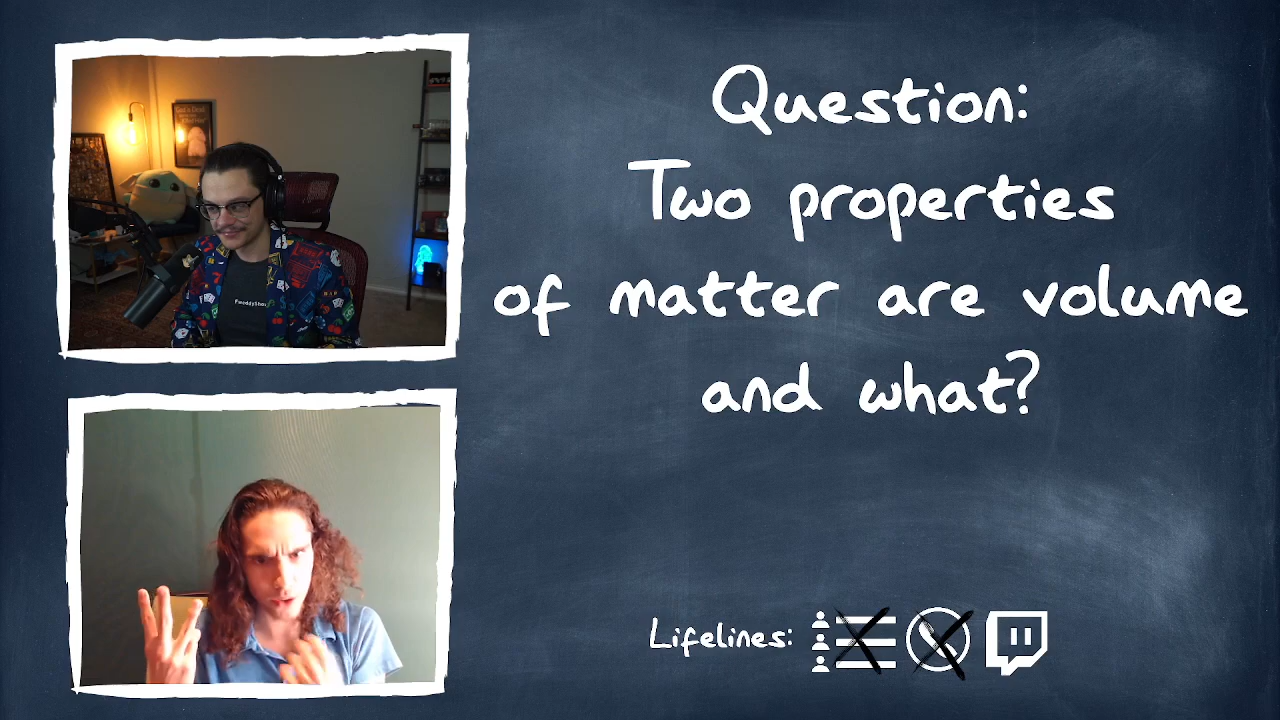 Question:
Two properties
of matter are volume
and what?
Lifelines: